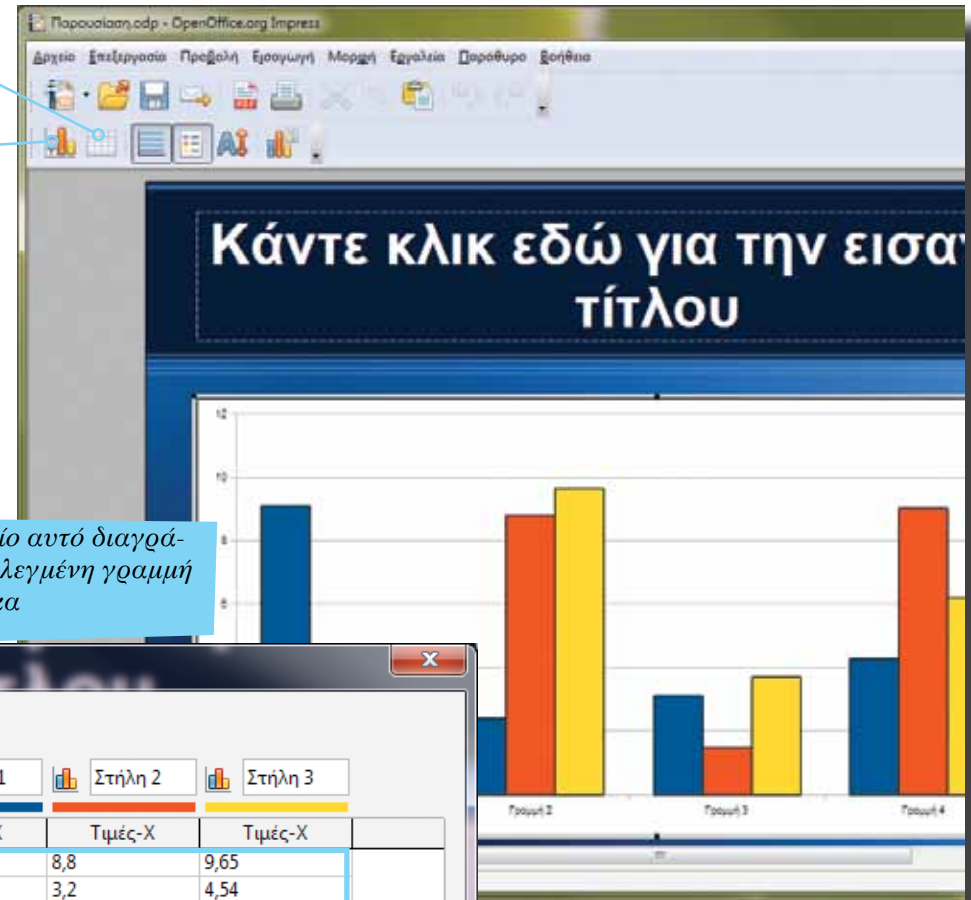 Παρουσίαση.odp - OpenOffice.org Impress
Αρχείο Επεξεργασία Προβολή Εισαγωγή Μορφή Εργαλεία Παράθυρο Βοήθεια
Κάντε κλικ εδώ για την εισα
τίτλου
12
10
8
6
ίο αυτό διαγρά-
λεγμένη γραμμή
κα
Γραμμή 2 Γραμμή 3 Γραμμή 4
1 Στήλη 2 Στήλη 3
Χ Τιμές-Χ Τιμές-Χ
8,8 9,65
3,2 4,54